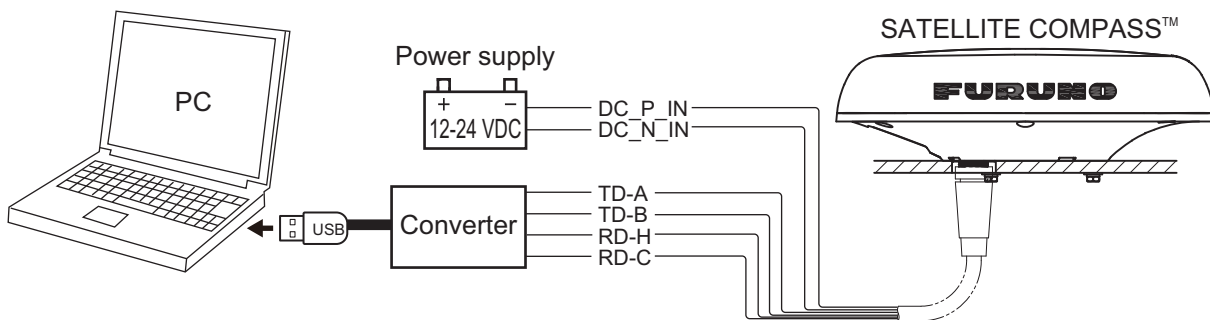 SATELLITE COMPASS™
FURUNO
PC
Power supply
+ −
12-24 VDC
DC_P_IN
DC_N_IN
USB
Converter
TD-A
TD-B
RD-H
RD-C